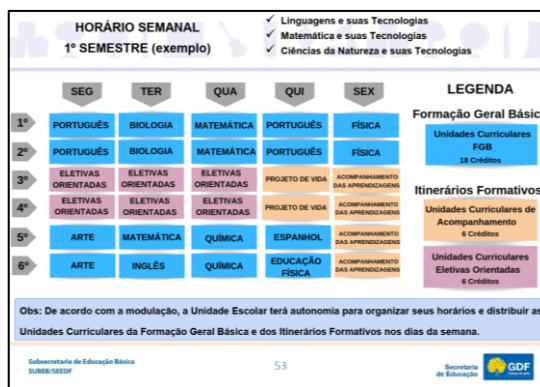 HORÁRIO SEMANAL
1º SEMESTRE (exemplo)
✓ Linguagens e suas Tecnologias
✓ Matemática e suas Tecnologias
✓ Ciências da Natureza e suas Tecnologias
SEG TER QUA QUI SEX
1º PORTUGUÊS BIOLOGIA MATEMÁTICA PORTUGUÊS FÍSICA
2º PORTUGUÊS BIOLOGIA MATEMÁTICA PORTUGUÊS FÍSICA
3º ELETIVAS ORIENTADAS ELETIVAS ORIENTADAS ELETIVAS ORIENTADAS PROJETO DE VIDA ACOMPANHAMENTO DAS APRENDIZAGENS
4º ELETIVAS ORIENTADAS ELETIVAS ORIENTADAS ELETIVAS ORIENTADAS PROJETO DE VIDA ACOMPANHAMENTO DAS APRENDIZAGENS
5º ARTE MATEMÁTICA QUÍMICA ESPANHOL ACOMPANHAMENTO DAS APRENDIZAGENS
6º ARTE INGLÊS QUÍMICA EDUCAÇÃO FÍSICA ACOMPANHAMENTO DAS APRENDIZAGENS
LEGENDA
Formação Geral Básic
Unidades Curriculares
FGB
18 Créditos
Itinerários Formativos
Unidades Curriculares de
Acompanhamento
6 Créditos
Unidades Curriculares
Eletivas Orientadas
6 Créditos
Obs: De acordo com a modulação, a Unidade Escolar terá autonomia para organizar seus horários e distribuir as
Unidades Curriculares da Formação Geral Básica e dos Itinerários Formativos nos dias da semana.
Subsecretaria de Educação Básica
SUBEB/SEEDF
53
Secretaria
de Educação
GDF